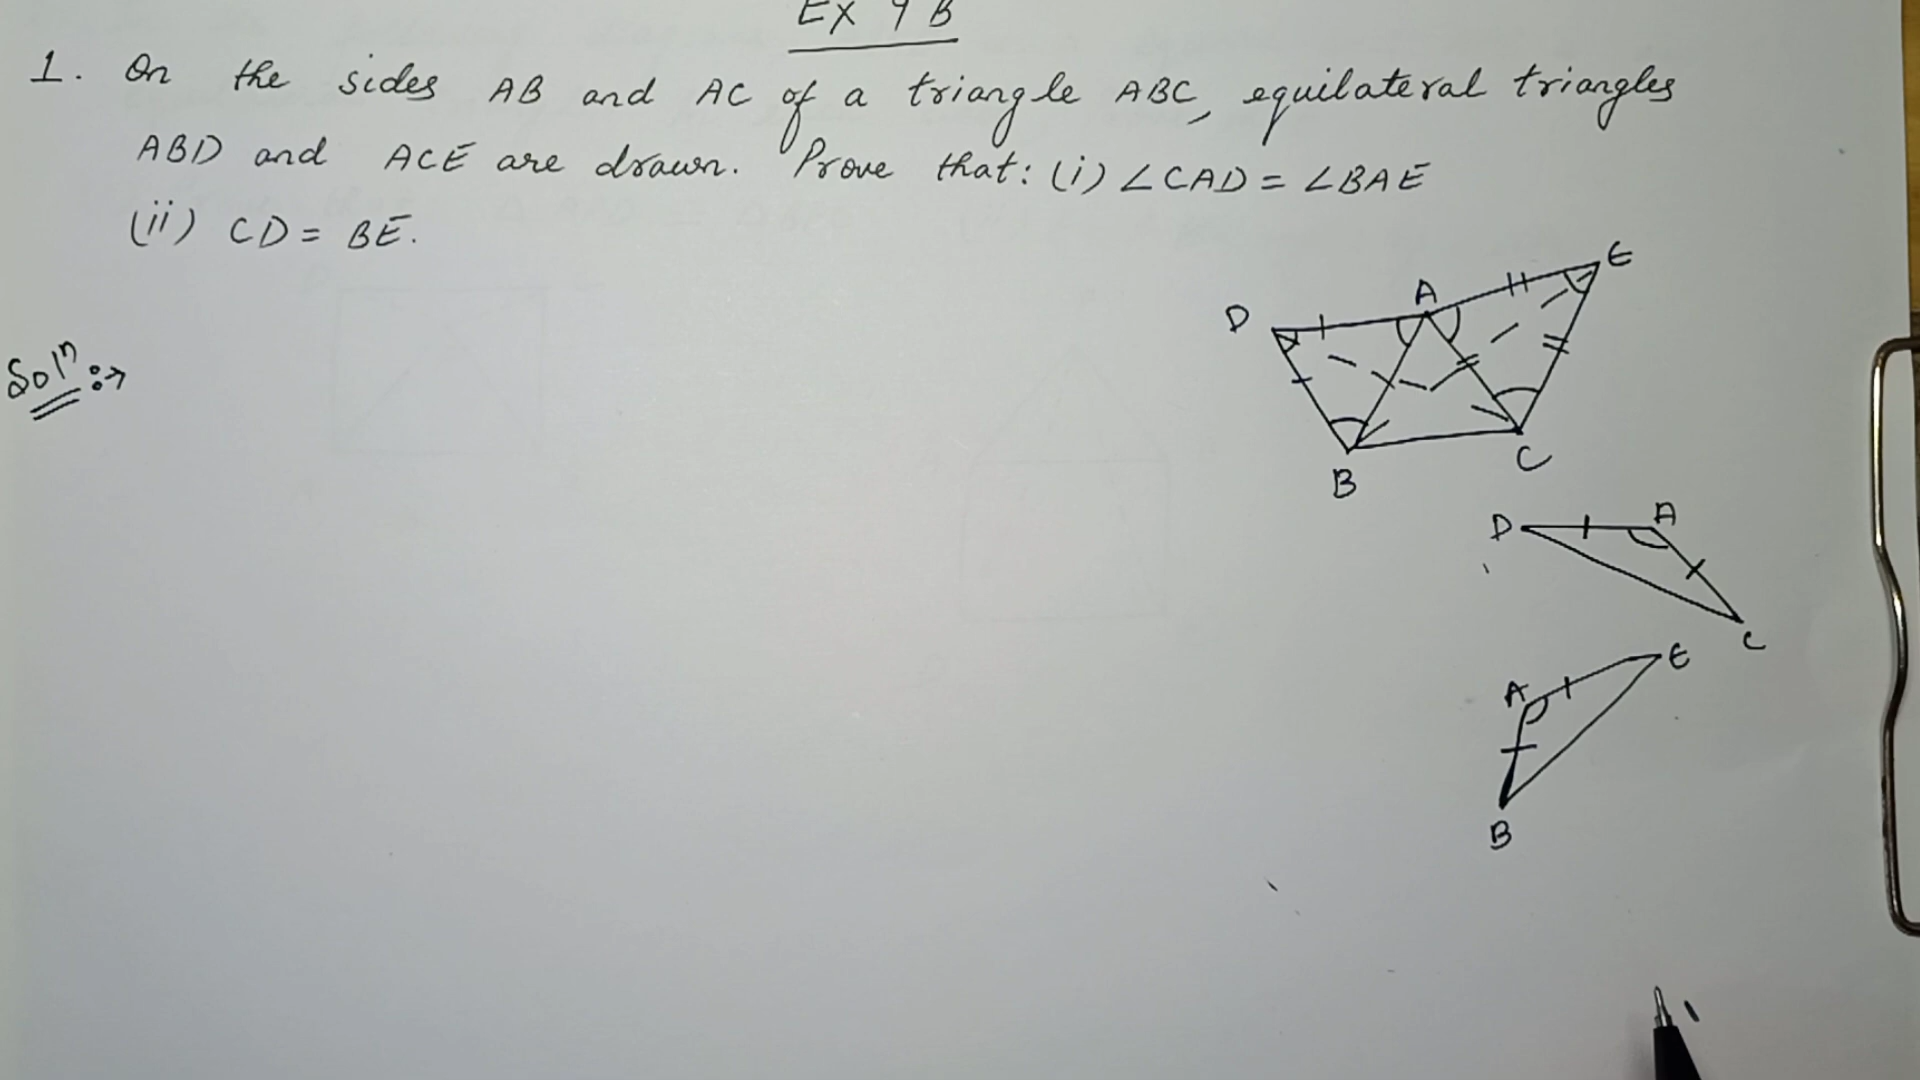 Ex 9 B
1. On the sides AB and AC of a triangle ABC, equilateral triangles
ABD and ACE are drawn. Prove that: (i) ∠CAD = ∠BAE
(ii) CD = BE.
Solⁿ :→
D A E
B C
D A
C
A E
B